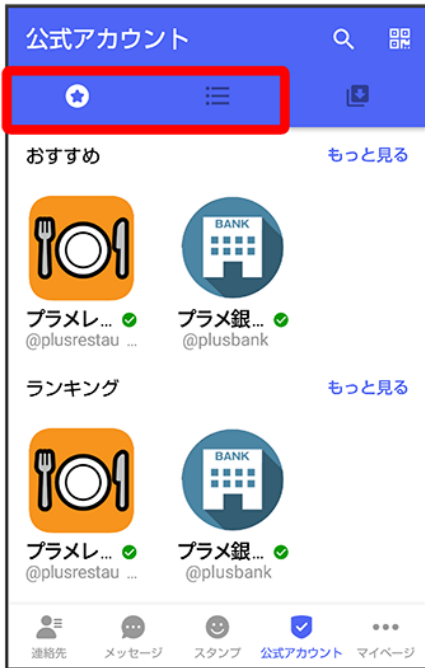 公式アカウント
おすすめ もっと見る
BANK
プラメレ... プラメ銀...
@plusrestau ... @plusbank
ランキング もっと見る
BANK
プラメレ... プラメ銀...
@plusrestau ... @plusbank
連絡先 メッセージ スタンプ 公式アカウント マイページ